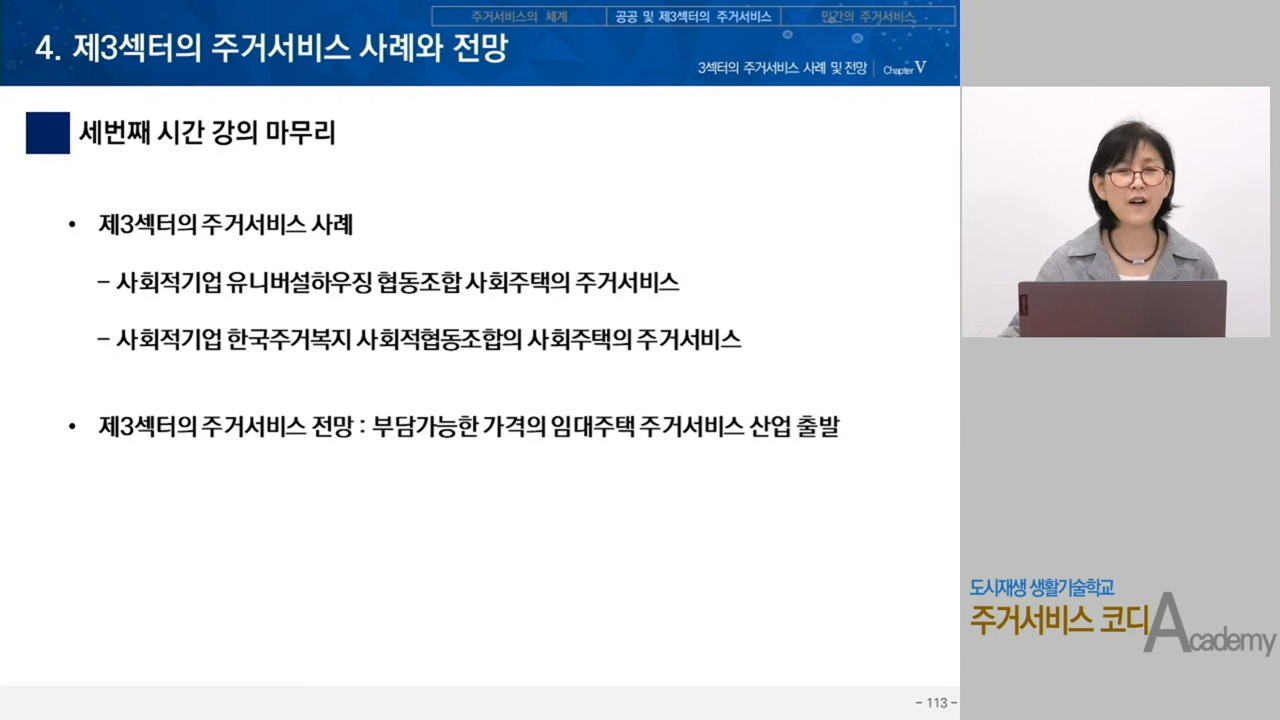 주거서비스의 체계
공공 및 제3섹터의 주거서비스
민간의 주거서비스
4. 제3섹터의 주거서비스 사례와 전망
3섹터의 주거서비스 사례 및 전망 | Chapter V
세번째 시간 강의 마무리
• 제3섹터의 주거서비스 사례
– 사회적기업 유니버설하우징 협동조합 사회주택의 주거서비스
– 사회적기업 한국주거복지 사회적협동조합의 사회주택의 주거서비스
• 제3섹터의 주거서비스 전망 : 부담가능한 가격의 임대주택 주거서비스 산업 출발
도시재생 생활기술학교
주거서비스 코디 Academy
- 113 -